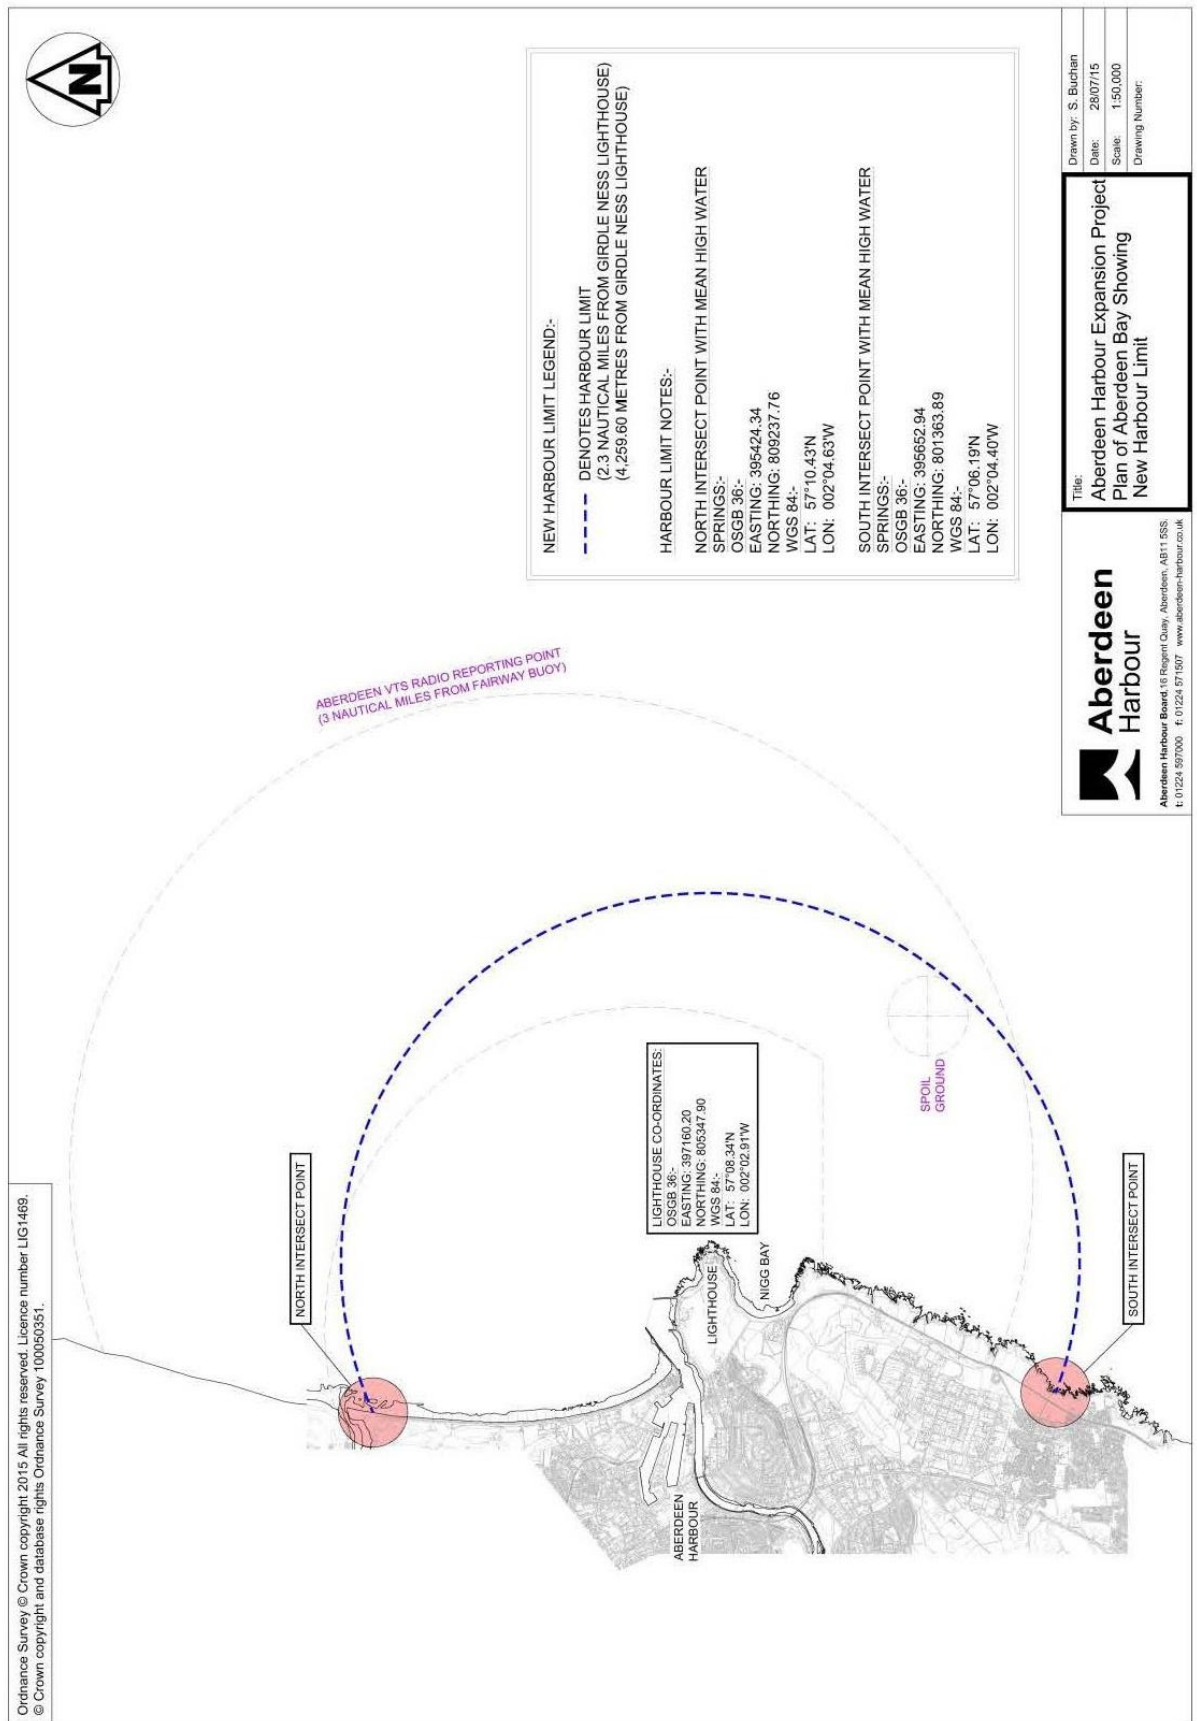 Ordnance Survey © Crown copyright 2015 All rights reserved. Licence number LIG1469.
© Crown copyright and database rights Ordnance Survey 100050351.
N
NORTH INTERSECT POINT
ABERDEEN VTS RADIO REPORTING POINT
(3 NAUTICAL MILES FROM FAIRWAY BUOY)
LIGHTHOUSE CO-ORDINATES:
OSGB 36:-
EASTING: 397160.20
NORTHING: 805347.90
WGS 84:-
LAT: 57°08.34'N
LON: 002°02.91'W
ABERDEEN
HARBOUR
LIGHTHOUSE
NIGG BAY
SPOIL
GROUND
SOUTH INTERSECT POINT
NEW HARBOUR LIMIT LEGEND:-
DENOTES HARBOUR LIMIT
(2.3 NAUTICAL MILES FROM GIRDLE NESS LIGHTHOUSE)
(4,259.60 METRES FROM GIRDLE NESS LIGHTHOUSE)
HARBOUR LIMIT NOTES:-
NORTH INTERSECT POINT WITH MEAN HIGH WATER
SPRINGS:-
OSGB 36:-
EASTING: 395424.34
NORTHING: 809237.76
WGS 84:-
LAT: 57°10.43'N
LON: 002°04.63'W
SOUTH INTERSECT POINT WITH MEAN HIGH WATER
SPRINGS:-
OSGB 36:-
EASTING: 395652.94
NORTHING: 801363.89
WGS 84:-
LAT: 57°06.19'N
LON: 002°04.40'W
Aberdeen
Harbour
Aberdeen Harbour Board,16 Regent Quay, Aberdeen, AB11 5SS.
t: 01224 597000 f: 01224 571507 www.aberdeen-harbour.co.uk
Title:
Aberdeen Harbour Expansion Project
Plan of Aberdeen Bay Showing
New Harbour Limit
Drawn by: S. Buchan
Date: 28/07/15
Scale: 1:50,000
Drawing Number: